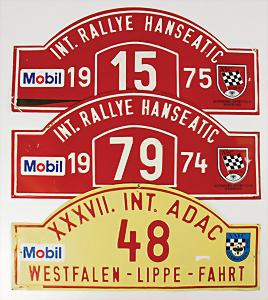 INT. RALLYE HANSEATIC
Mobil 19 15 75
INT. RALLYE HANSEATIC
Mobil 19 79 74
XXXVII. INT. ADAC
Mobil 48
WESTFALEN-LIPPE-FAHRT